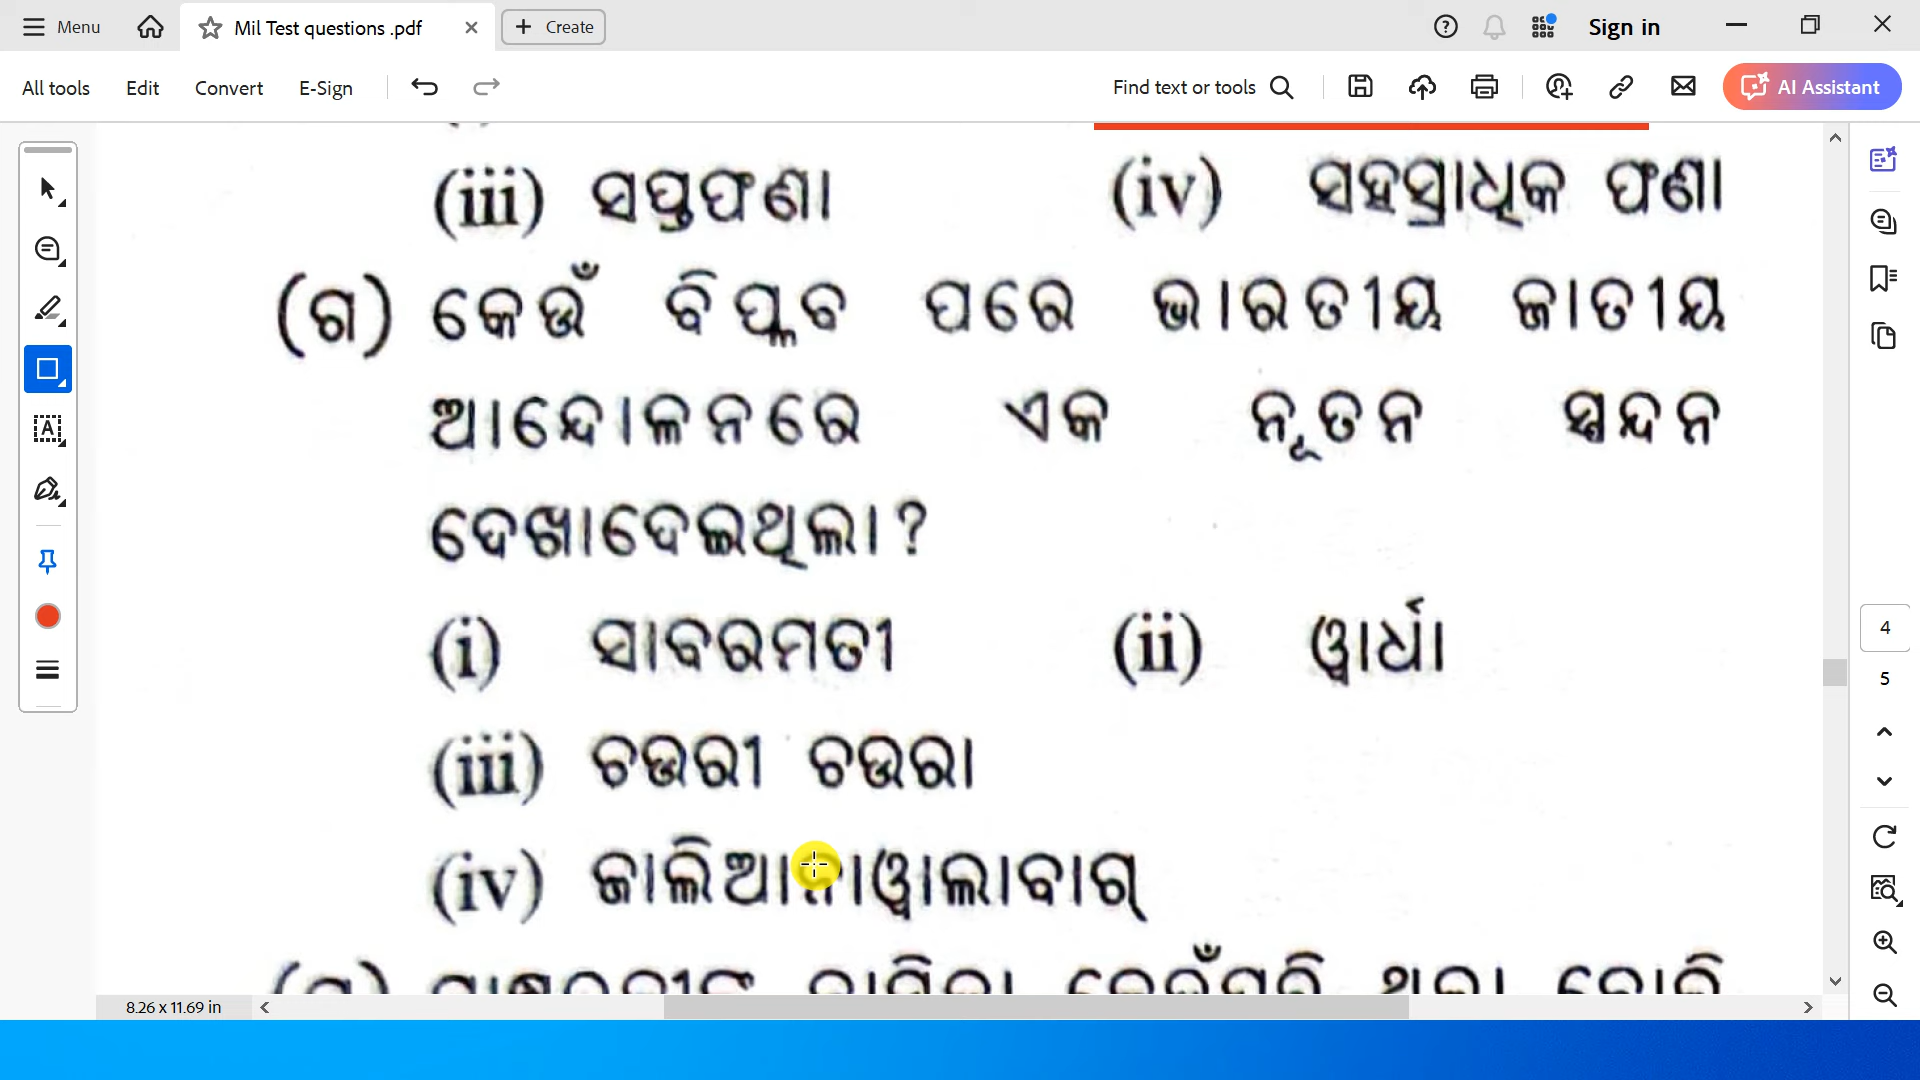 Menu
Mil Test questions .pdf
Create
Sign in
All tools
Edit
Convert
E-Sign
Find text or tools
AI Assistant
(iii) ସପ୍ତଫଣା (iv) ସହସ୍ରାଧିକ ଫଣା
(ଗ) କେଉଁ ବିପ୍ଳବ ପରେ ଭାରତୀୟ ଜାତୀୟ
ଆନ୍ଦୋଳନରେ ଏକ ନୂତନ ସ୍ପନ୍ଦନ
ଦେଖାଦେଇଥିଲା ?
(i) ସାବରମତୀ (ii) ୱାର୍ଧା
(iii) ଚଉରୀ ଚଉରା
(iv) ଜାଲିଆନାୱାଲାବାଗ୍
4
5
8.26 x 11.69 in